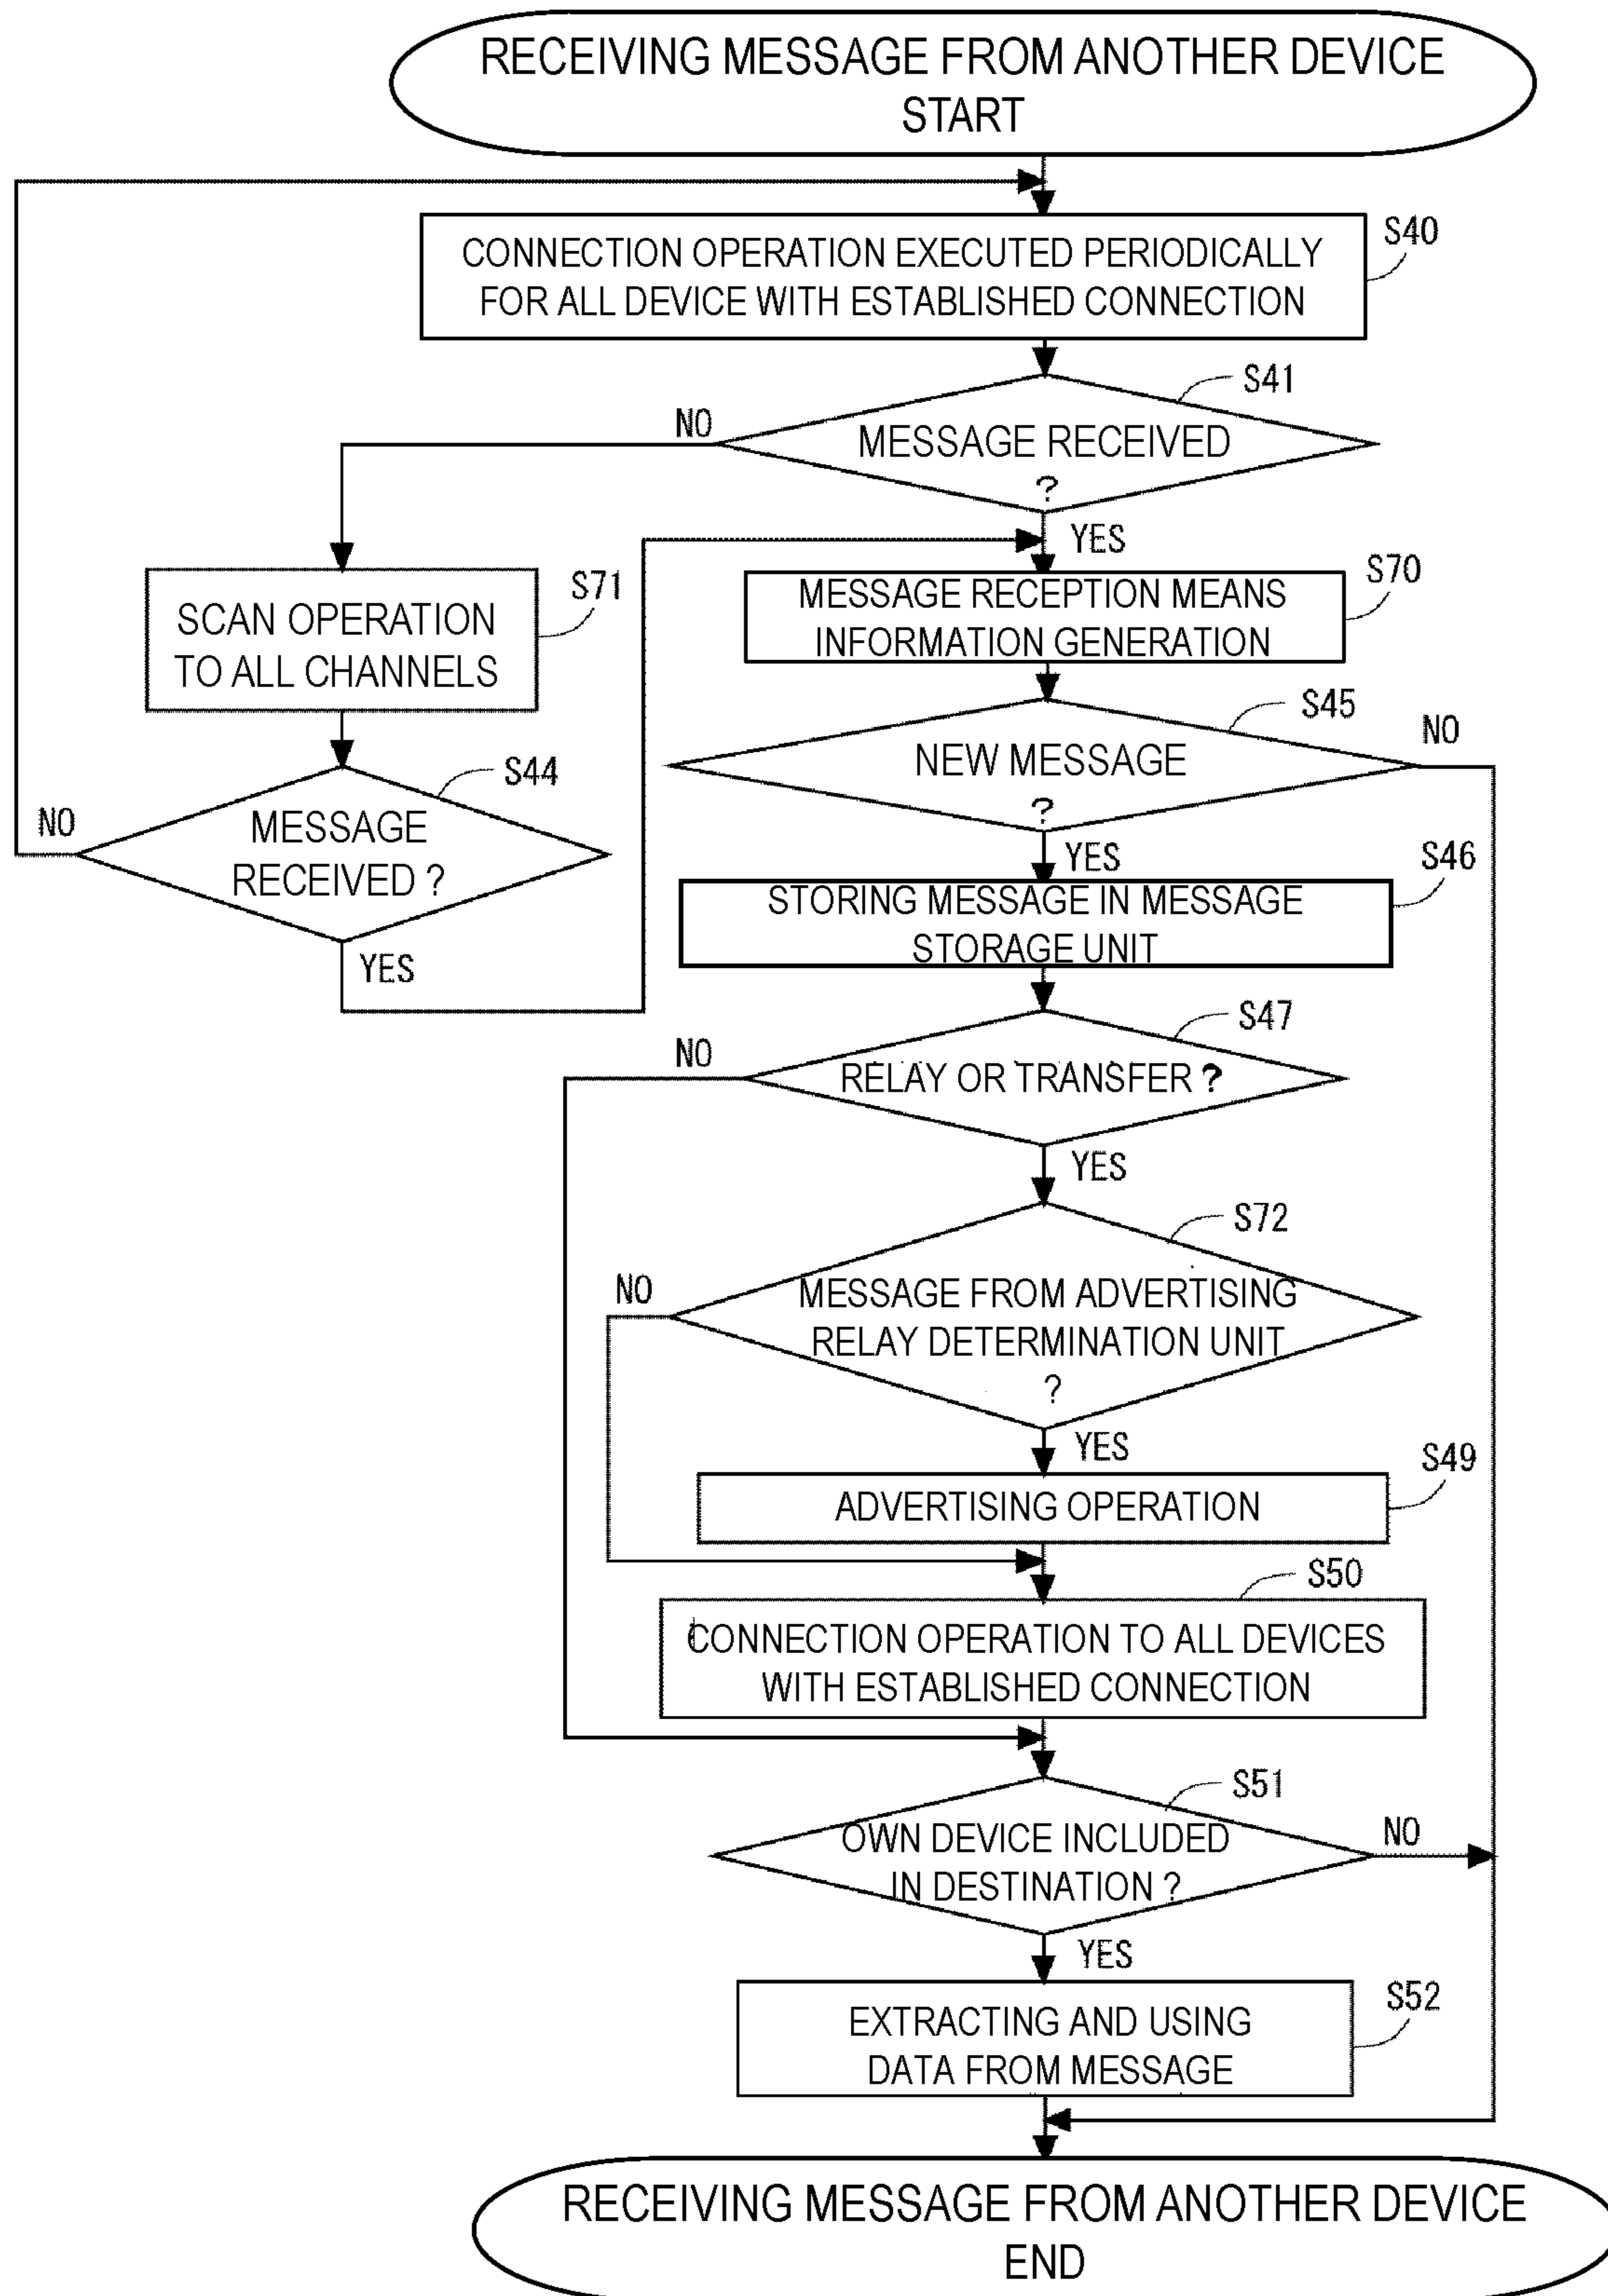 RECEIVING MESSAGE FROM ANOTHER DEVICE
START
S40
CONNECTION OPERATION EXECUTED PERIODICALLY
FOR ALL DEVICE WITH ESTABLISHED CONNECTION
S41
NO
MESSAGE RECEIVED
?
YES
S71
SCAN OPERATION
TO ALL CHANNELS
S70
MESSAGE RECEPTION MEANS
INFORMATION GENERATION
S44
NO
MESSAGE
RECEIVED ?
YES
S45
NO
NEW MESSAGE
?
YES
S46
STORING MESSAGE IN MESSAGE
STORAGE UNIT
S47
NO
RELAY OR TRANSFER ?
YES
S72
NO
MESSAGE FROM ADVERTISING
RELAY DETERMINATION UNIT
?
YES
S49
ADVERTISING OPERATION
S50
CONNECTION OPERATION TO ALL DEVICES
WITH ESTABLISHED CONNECTION
S51
OWN DEVICE INCLUDED
IN DESTINATION ?
NO
YES
S52
EXTRACTING AND USING
DATA FROM MESSAGE
RECEIVING MESSAGE FROM ANOTHER DEVICE
END